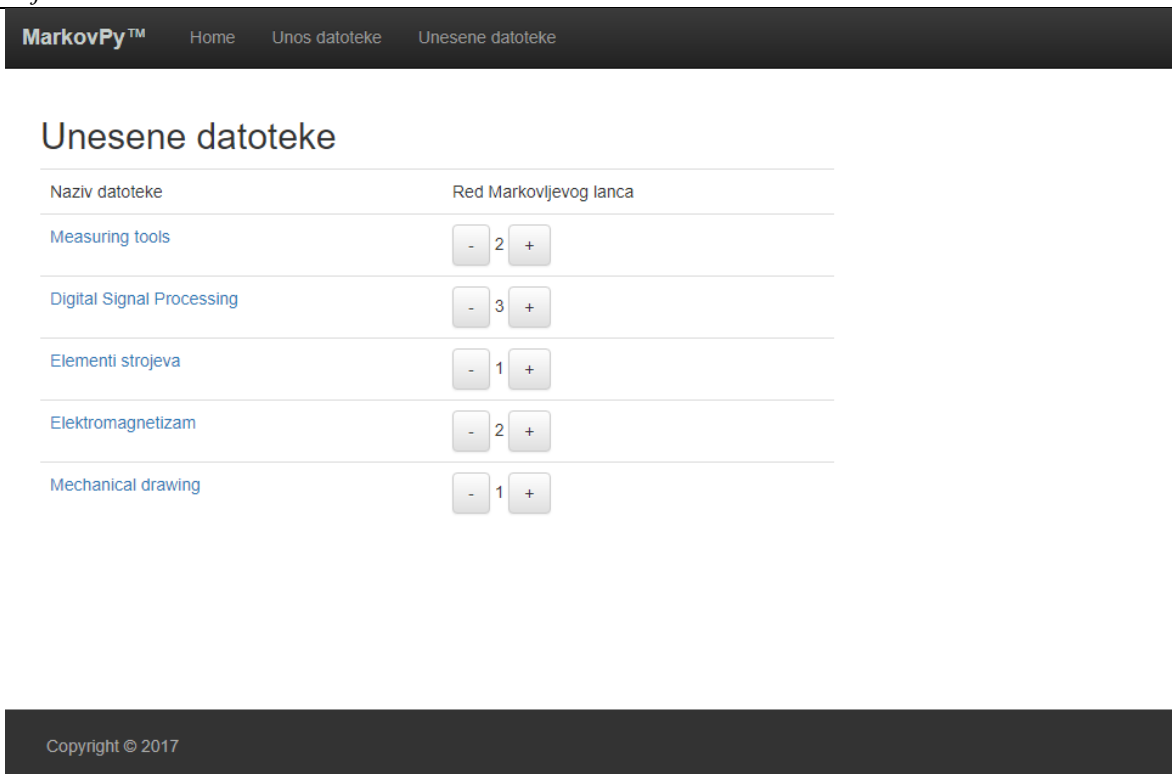 MarkovPy™ Home Unos datoteke Unesene datoteke
Unesene datoteke
Naziv datoteke Red Markovljevog lanca
Measuring tools - 2 +
Digital Signal Processing - 3 +
Elementi strojeva - 1 +
Elektromagnetizam - 2 +
Mechanical drawing - 1 +
Copyright © 2017